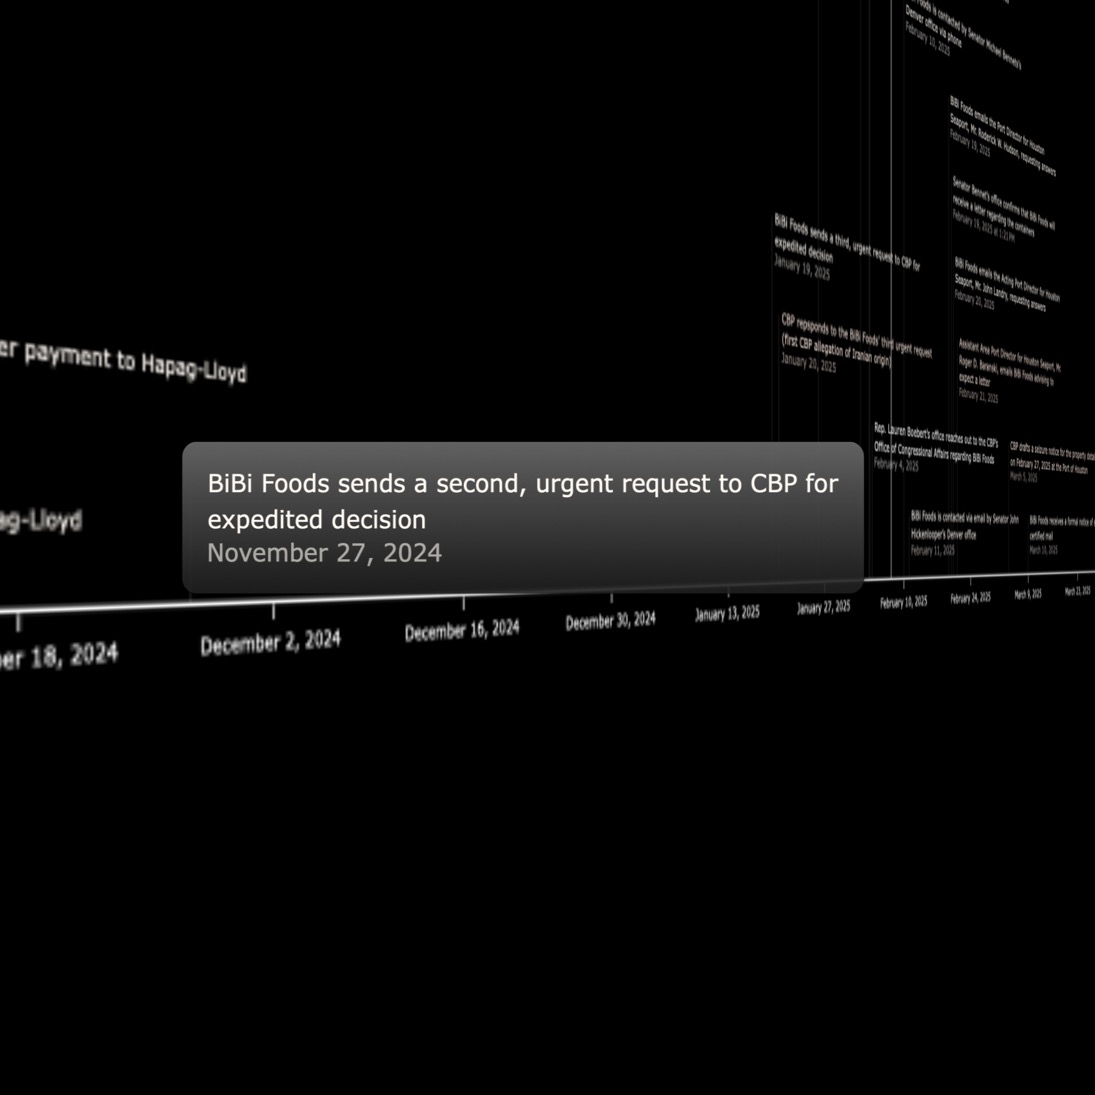 is contacted by Senator Michael Bennets's
Denver office via phone
February 10, 2025
BiBi Foods emails the Port Director for Houston
Seaport, Mr. Roderick W. Hudson, requesting answers
February 19, 2025
Senator Bennet's office confirms that BiBi Foods will
receive a letter regarding the containers
February 19, 2025 at 1:21 PM
BiBi Foods sends a third, urgent request to CBP for
expedited decision
January 19, 2025
BiBi Foods emails the Acting Port Director for Houston
Seaport, Mr. John Landry, requesting answers
February 20, 2025
CBP repsponds to the BiBi Foods' third urgent request
(first CBP allegation of Iranian origin)
January 20, 2025
Assistant Area Port Director for Houston Seaport, Mr.
Roger D. emails BiBi Foods advising to
expect a letter
February 21, 2025
er payment to Hapag-Lloyd
Rep. Lauren Boebert's office reaches out to the CBP's
Office of Congressional Affairs regarding BiBi Foods
February 4, 2025
CBP drafts a seizure notice for the property
on February 27, 2025 at the Port of Houston
March 5, 2025
BiBi Foods sends a second, urgent request to CBP for
expedited decision
November 27, 2024
ag-Lloyd
BiBi Foods is contacted via email by Senator John
Hickenlooper's Denver office
February 11, 2025
BiBi Foods receives a formal notice of
certified mail
March 10, 2025
er 18, 2024
December 2, 2024
December 16, 2024
December 30, 2024
January 13, 2025
January 27, 2025
February 10, 2025
February 24, 2025
March 9, 2025
March 23, 2025